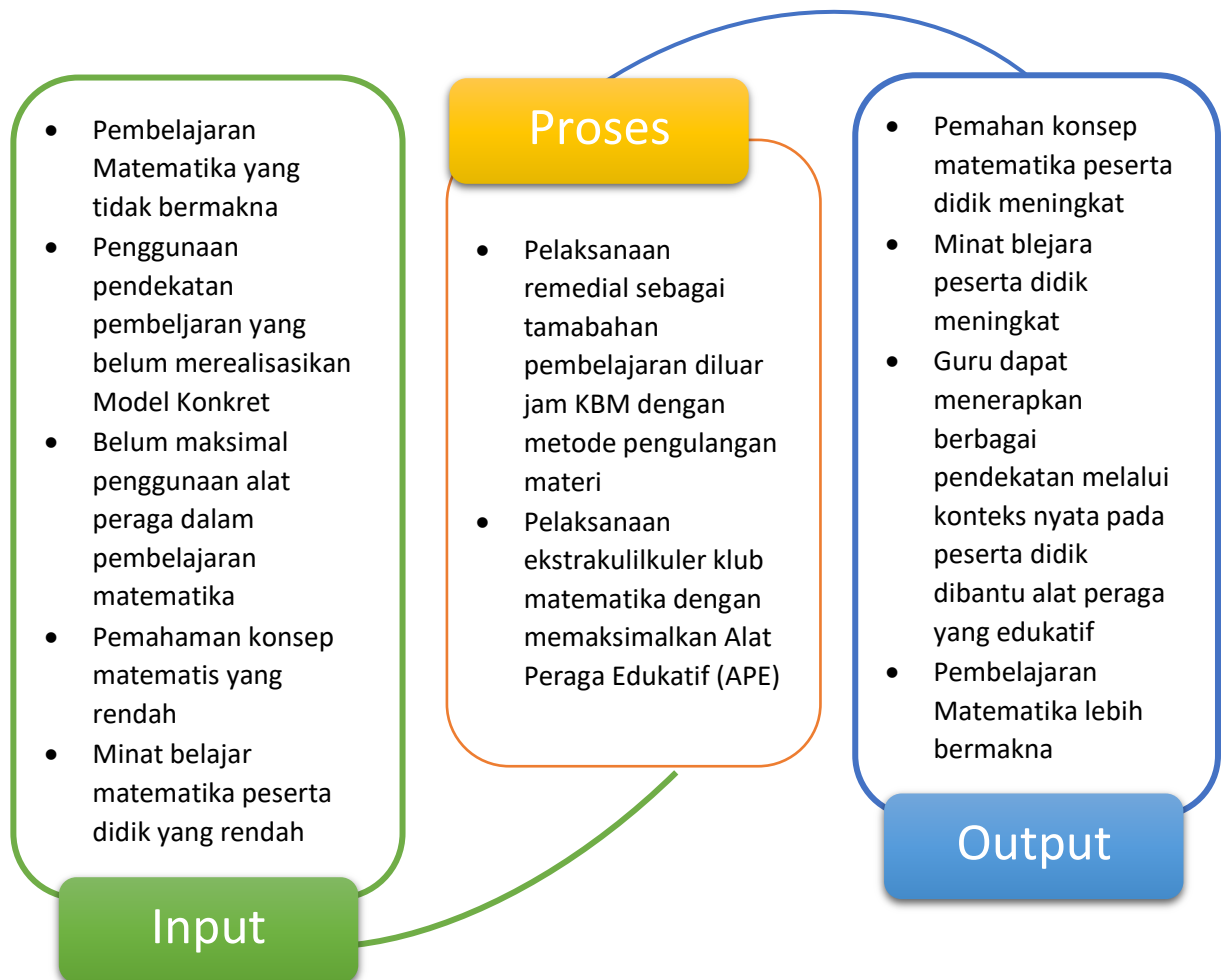 • Pembelajaran
Matematika yang
tidak bermakna
• Penggunaan
pendekatan
pembeljaran yang
belum merealisasikan
Model Konkret
• Belum maksimal
penggunaan alat
peraga dalam
pembelajaran
matematika
• Pemahaman konsep
matematis yang
rendah
• Minat belajar
matematika peserta
didik yang rendah
Input
Proses
• Pelaksanaan
remedial sebagai
tamabahan
pembelajaran diluar
jam KBM dengan
metode pengulangan
materi
• Pelaksanaan
ekstrakulilkuler klub
matematika dengan
memaksimalkan Alat
Peraga Edukatif (APE)
• Pemahan konsep
matematika peserta
didik meningkat
• Minat blejara
peserta didik
meningkat
• Guru dapat
menerapkan
berbagai
pendekatan melalui
konteks nyata pada
peserta didik
dibantu alat peraga
yang edukatif
• Pembelajaran
Matematika lebih
bermakna
Output